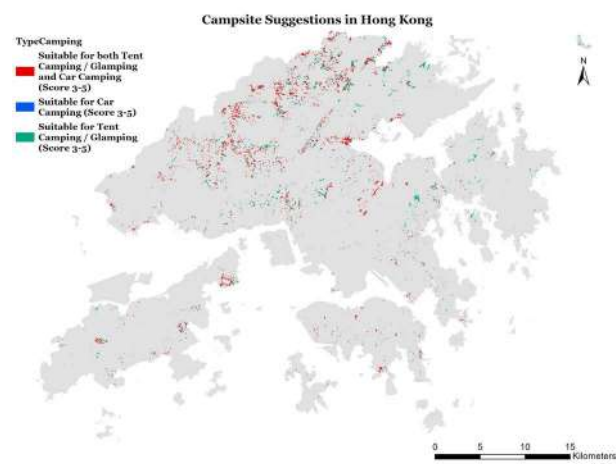 Campsite Suggestions in Hong Kong
TypeCamping
Suitable for both Tent
Camping / Glamping
and Car Camping
(Score 3-5)
Suitable for Car
Camping (Score 3-5)
Suitable for Tent
Camping / Glamping
(Score 3-5)
N
0 5 10 15
Kilometers